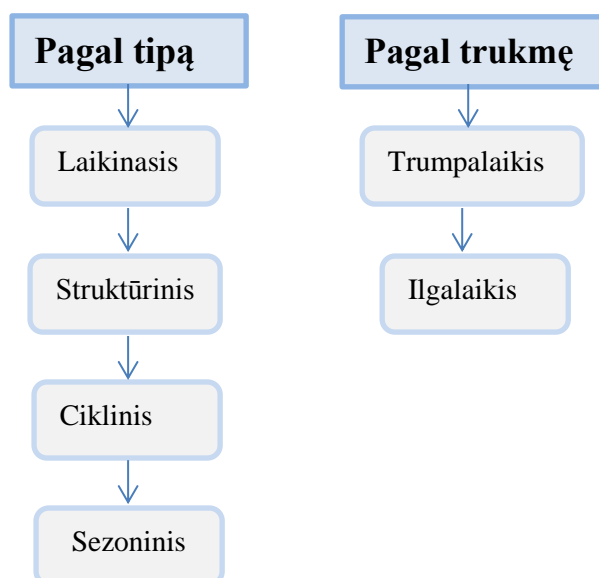 Pagal tipą
Laikinasis
Struktūrinis
Ciklinis
Sezoninis
Pagal trukmę
Trumpalaikis
Ilgalaikis